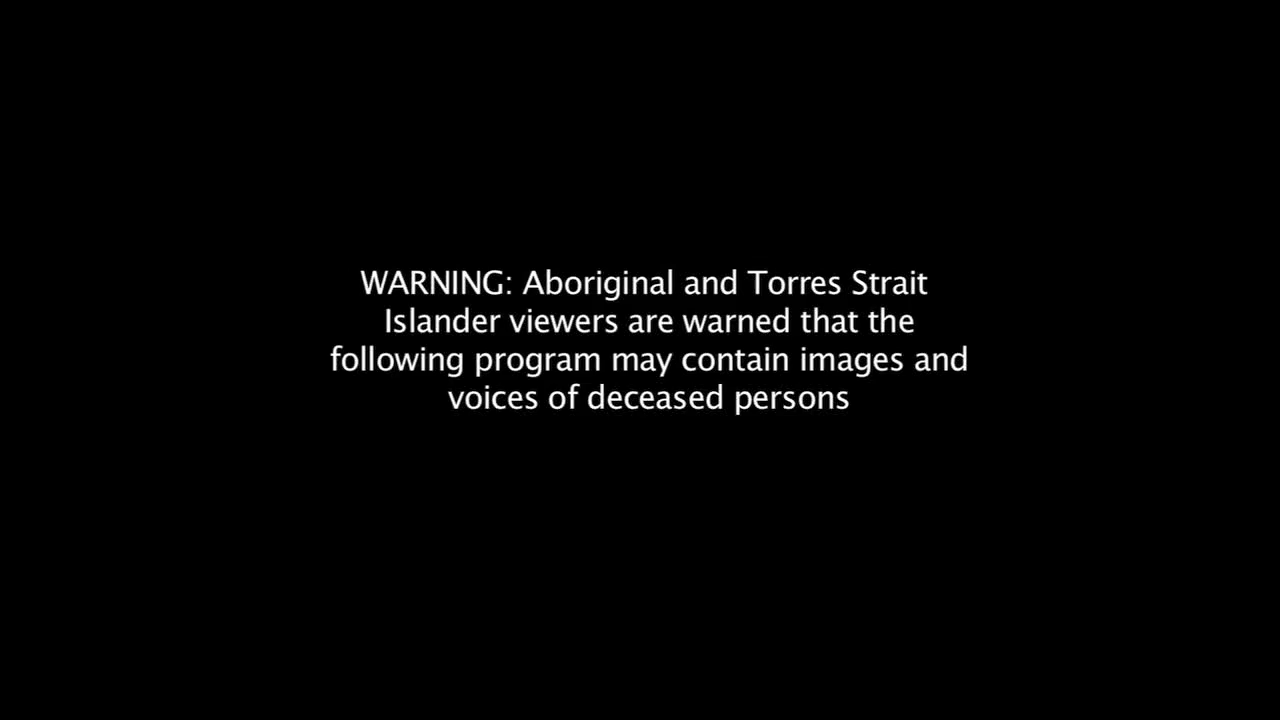 WARNING: Aboriginal and Torres Strait
Islander viewers are warned that the
following program may contain images and
voices of deceased persons